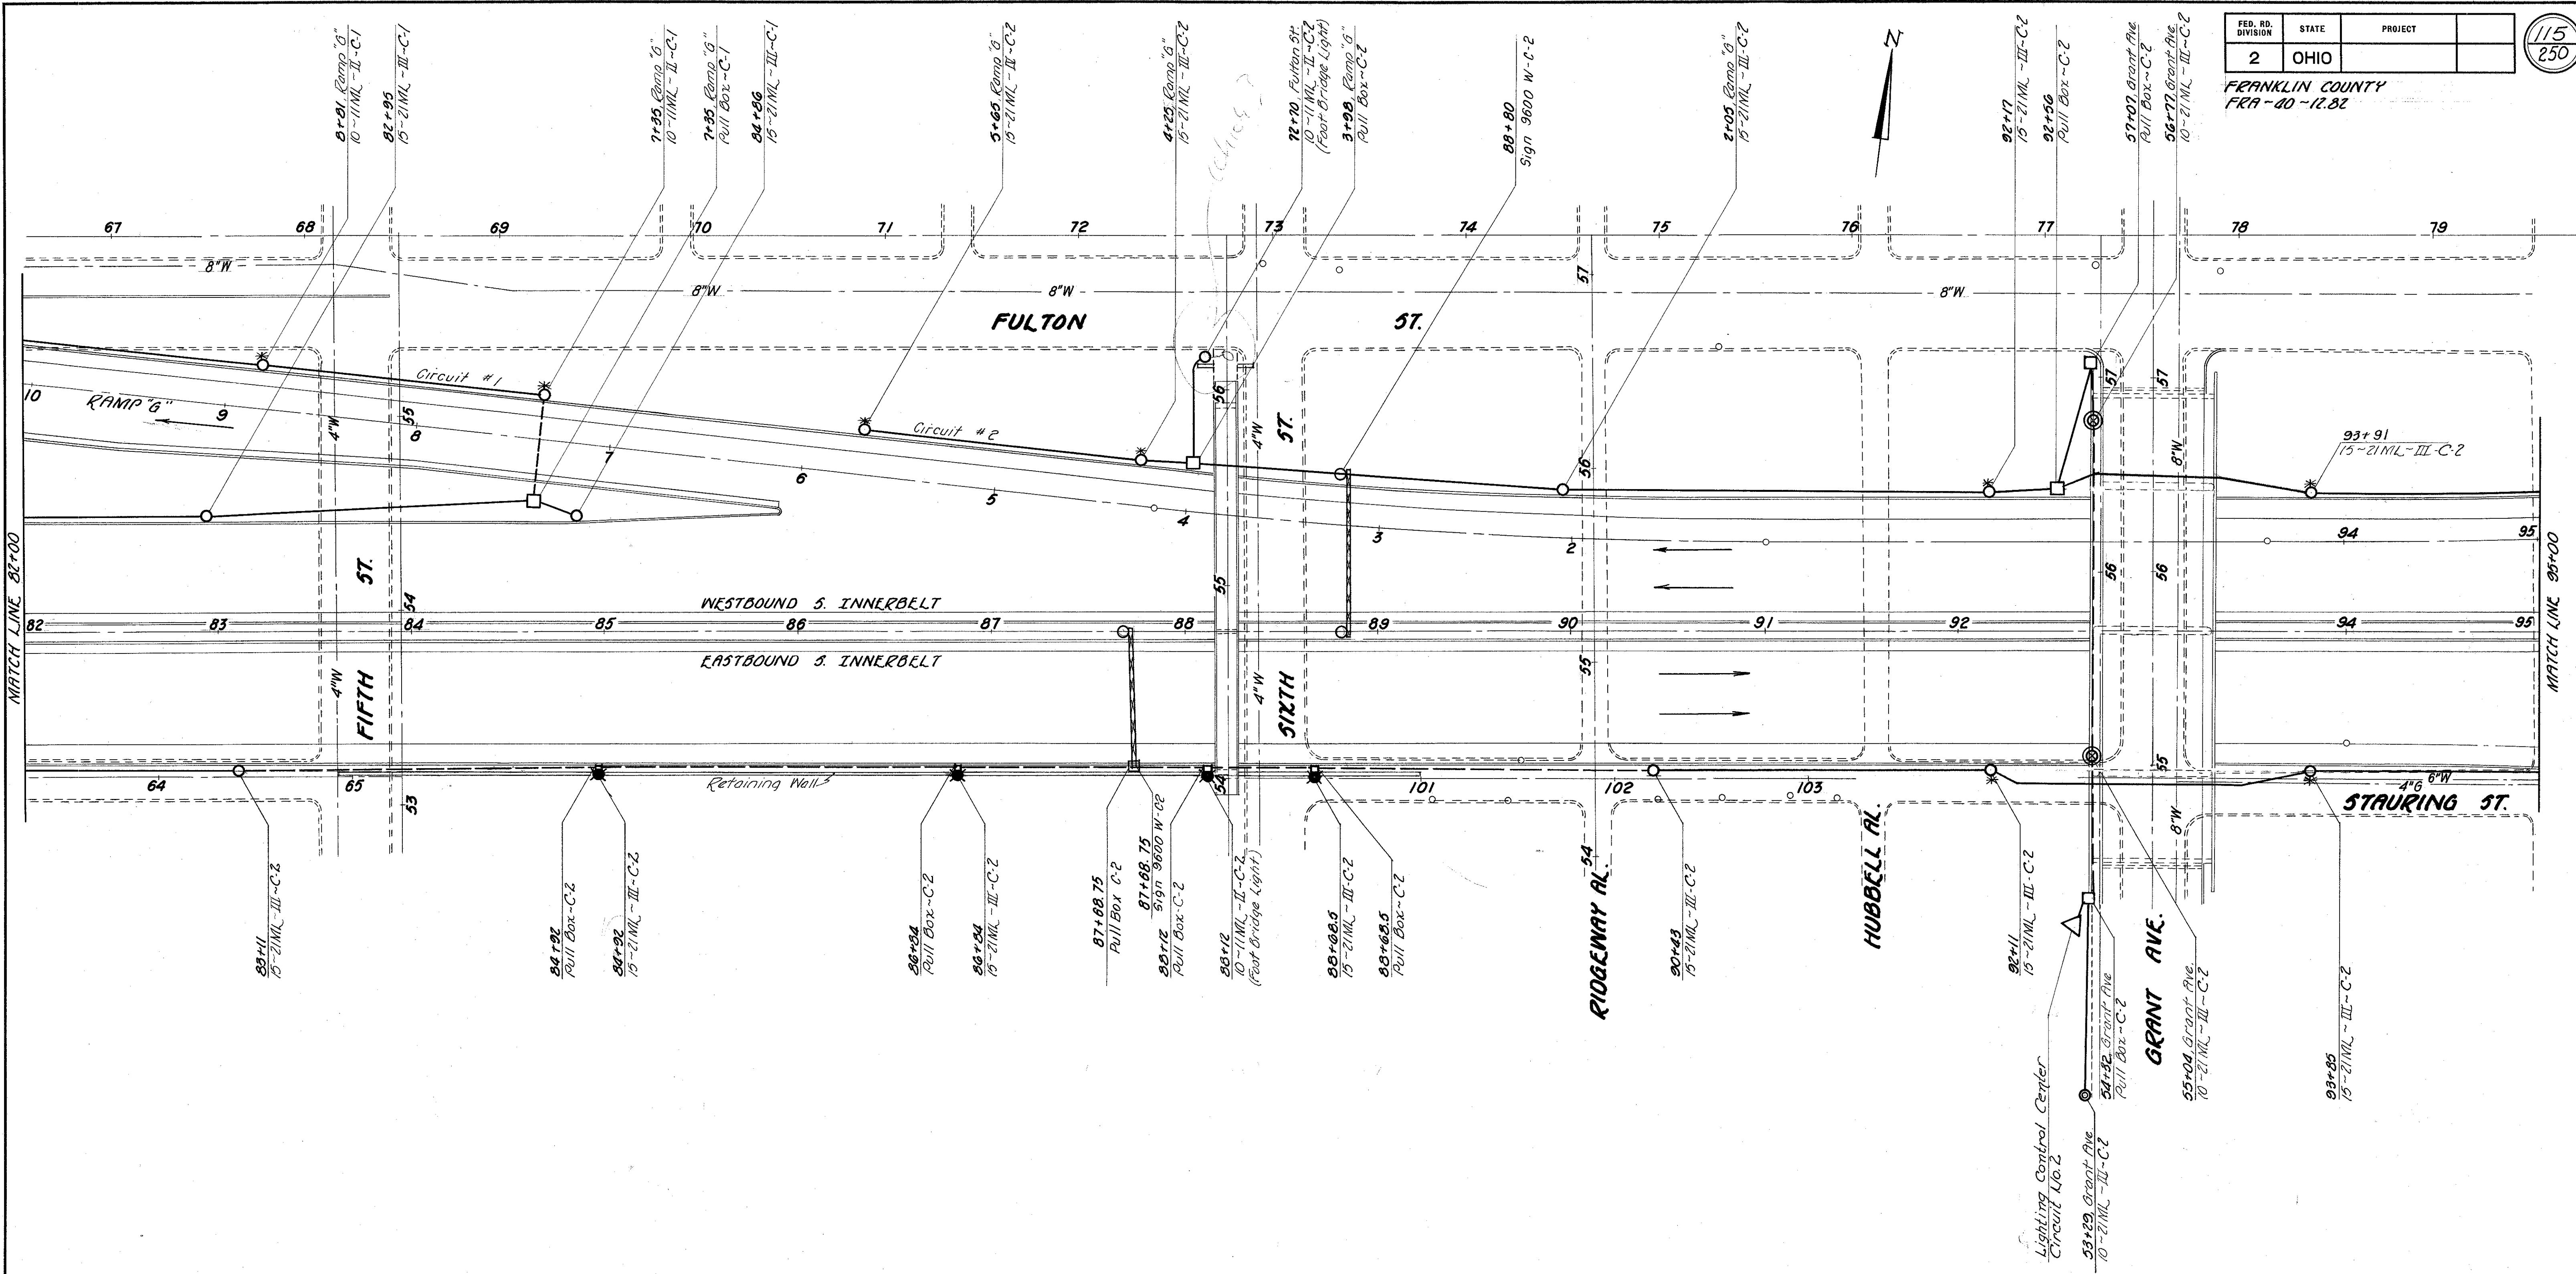 FED. RD. DIVISION STATE PROJECT
2 OHIO
115
250
FRANKLIN COUNTY
FRA-40-12.82
8+81, Ramp "G"
10~11ML-II-C-1
82+95
15~21ML-III-C-1
7+35, Ramp "G"
10~11ML-II-C-1
7+35, Ramp "G"
Pull Box~C-1
84+86
15~21ML-III-C-1
5+65, Ramp "G"
15~21ML-III-C-2
4+25, Ramp "G"
15~21ML-III-C-2
72+70, Fulton St.
10~11ML-II-C-2
(Foot Bridge Light)
3+98, Ramp "G"
Pull Box~C-2
88+80
Sign 9600 W-C-2
2+05, Ramp "G"
15~21ML-III-C-2
92+17
15~21ML-III-C-2
92+56
Pull Box~C-2
57+07, Grant Ave
Pull Box~C-2
56+77, Grant Ave
10~21ML-III-C-2
N
67 68 69 70 71 72 73 74 75 76 77 78 79
8"W 8"W 8"W 8"W
57
FULTON ST.
Circuit #1
RAMP "G"
10 9 8 7 6 5 4 3 2
Circuit #2
4"W 55 56 4"W ST. 56 57 57 8"W
93+91
15~21ML-III-C-2
94 95
MATCH LINE 82+00
FIFTH ST.
54 55 56 56
WESTBOUND S. INNERBELT
82 83 84 85 86 87 88 89 90 91 92 94 95
EASTBOUND S. INNERBELT
MATCH LINE 95+00
4"W 4"W SIXTH 55 55
64 65 101 102 103
Retaining Walls
53 54 54
6"W
4"G
8"W
STAURING ST.
RIDGEWAY AL.
HUBBELL AL.
GRANT AVE.
83+11
15~21ML-III-C-2
84+92
Pull Box~C-2
84+92
15~21ML-III-C-2
86+84
Pull Box~C-2
86+84
15~21ML-III-C-2
87+68.75
Pull Box C-2
87+68.75
Sign 9600 W-C2
88+12
Pull Box-C-2
88+12
10~11ML-II-C-2
(Foot Bridge Light)
88+68.5
15~21ML-III-C-2
88+68.5
Pull Box~C-2
90+43
15~21ML-III-C-2
92+11
15~21ML-III-C-2
Lighting Control Center
Circuit No. 2
53+29, Grant Ave
10~21ML-III-C-2
54+32, Grant Ave
Pull Box~C-2
55+04, Grant Ave.
10~21ML-III-C-2
93+85
15~21ML-III-C-2